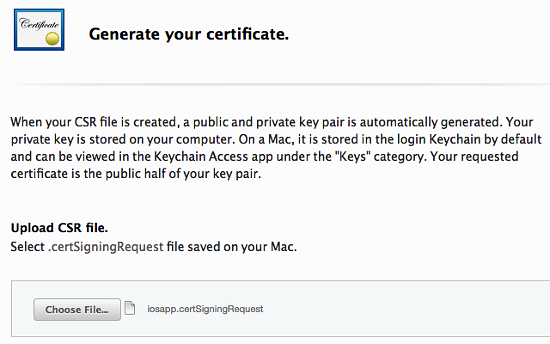 Certificate
Generate your certificate.
When your CSR file is created, a public and private key pair is automatically generated. Your
private key is stored on your computer. On a Mac, it is stored in the login Keychain by default
and can be viewed in the Keychain Access app under the "Keys" category. Your requested
certificate is the public half of your key pair.
Upload CSR file.
Select .certSigningRequest file saved on your Mac.
Choose File... iosapp.certSigningRequest